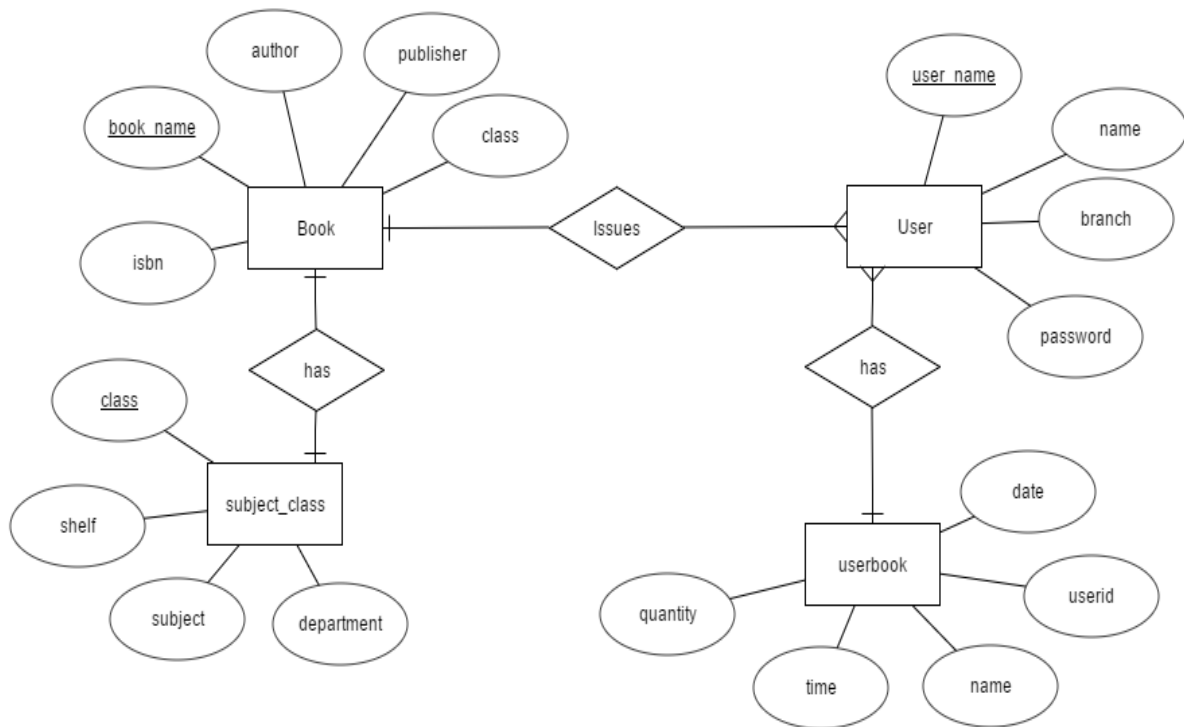 author
publisher
user_name
book_name
class
name
Book
Issues
User
branch
isbn
password
has
has
class
subject_class
shelf
date
userbook
userid
quantity
subject
department
time
name